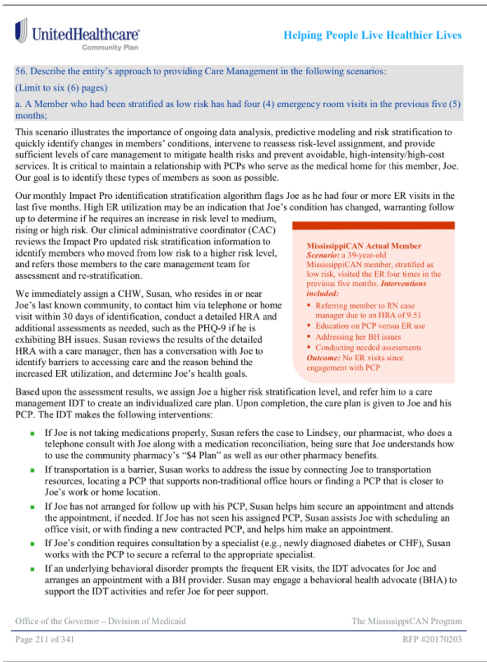 UnitedHealthcare®
Community Plan
Helping People Live Healthier Lives
56. Describe the entity's approach to providing Care Management in the following scenarios:
(Limit to six (6) pages)
a. A Member who had been stratified as low risk has had four (4) emergency room visits in the previous five (5)
months;
This scenario illustrates the importance of ongoing data analysis, predictive modeling and risk stratification to
quickly identify changes in members' conditions, intervene to reassess risk-level assignment, and provide
sufficient levels of care management to mitigate health risks and prevent avoidable, high-intensity/high-cost
services. It is critical to maintain a relationship with PCPs who serve as the medical home for this member, Joe.
Our goal is to identify these types of members as soon as possible.
Our monthly Impact Pro identification stratification algorithm flags Joe as he had four or more ER visits in the
last five months. High ER utilization may be an indication that Joe's condition has changed, warranting follow
up to determine if he requires an increase in risk level to medium,
rising or high risk. Our clinical administrative coordinator (CAC)
reviews the Impact Pro updated risk stratification information to
identify members who moved from low risk to a higher risk level,
and refers those members to the care management team for
assessment and re-stratification.
We immediately assign a CHW, Susan, who resides in or near
Joe's last known community, to contact him via telephone or home
visit within 30 days of identification, conduct a detailed HRA and
additional assessments as needed, such as the PHQ-9 if he is
exhibiting BH issues. Susan reviews the results of the detailed
HRA with a care manager, then has a conversation with Joe to
identify barriers to accessing care and the reason behind the
increased ER utilization, and determine Joe's health goals.
MississippiCAN Actual Member
Scenario: a 39-year-old
MississippiCAN member, stratified as
low risk, visited the ER four times in the
previous five months. Interventions
included:
▪ Referring member to RN case
manager due to an HRA of 9.51
▪ Education on PCP versus ER use
▪ Addressing her BH issues
▪ Conducting needed assessments
Outcome: No ER visits since
engagement with PCP
Based upon the assessment results, we assign Joe a higher risk stratification level, and refer him to a care
management IDT to create an individualized care plan. Upon completion, the care plan is given to Joe and his
PCP. The IDT makes the following interventions:
▪ If Joe is not taking medications properly, Susan refers the case to Lindsey, our pharmacist, who does a
telephone consult with Joe along with a medication reconciliation, being sure that Joe understands how
to use the community pharmacy's "$4 Plan" as well as our other pharmacy benefits.
▪ If transportation is a barrier, Susan works to address the issue by connecting Joe to transportation
resources, locating a PCP that supports non-traditional office hours or finding a PCP that is closer to
Joe's work or home location.
▪ If Joe has not arranged for follow up with his PCP, Susan helps him secure an appointment and attends
the appointment, if needed. If Joe has not seen his assigned PCP, Susan assists Joe with scheduling an
office visit, or with finding a new contracted PCP, and helps him make an appointment.
▪ If Joe's condition requires consultation by a specialist (e.g., newly diagnosed diabetes or CHF), Susan
works with the PCP to secure a referral to the appropriate specialist.
▪ If an underlying behavioral disorder prompts the frequent ER visits, the IDT advocates for Joe and
arranges an appointment with a BH provider. Susan may engage a behavioral health advocate (BHA) to
support the IDT activities and refer Joe for peer support.
Office of the Governor – Division of Medicaid
The MississippiCAN Program
Page 211 of 341
RFP #20170203